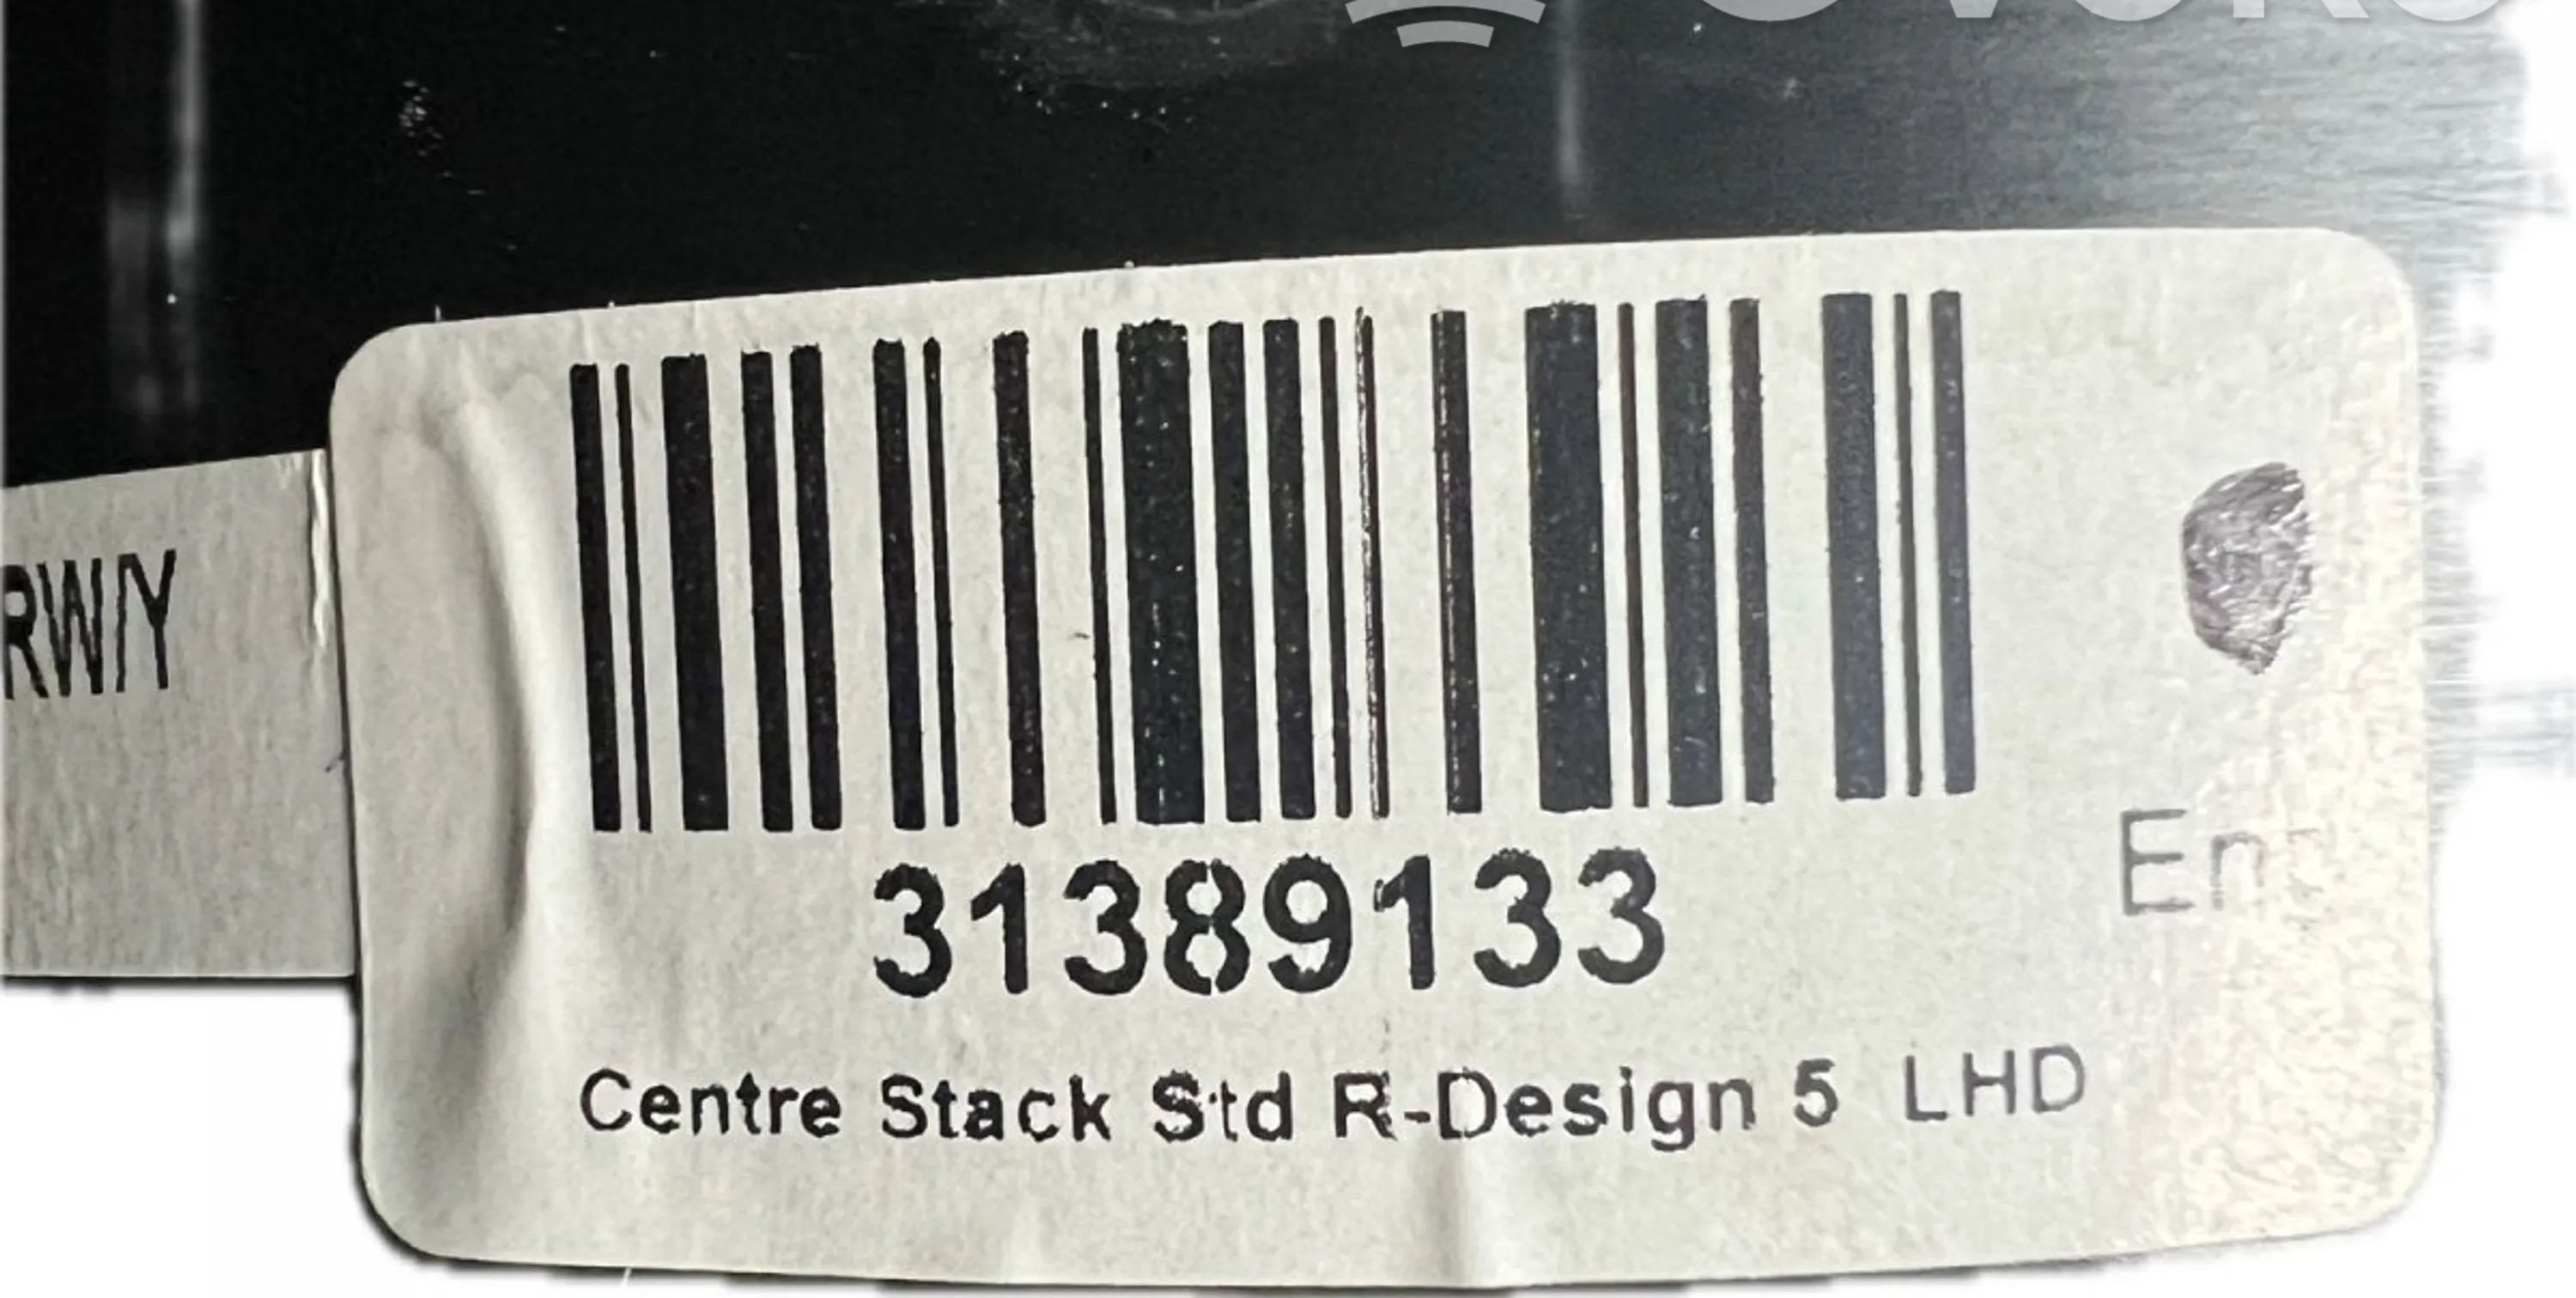 RW/Y
31389133
En
Centre Stack Std R-Design 5 LHD